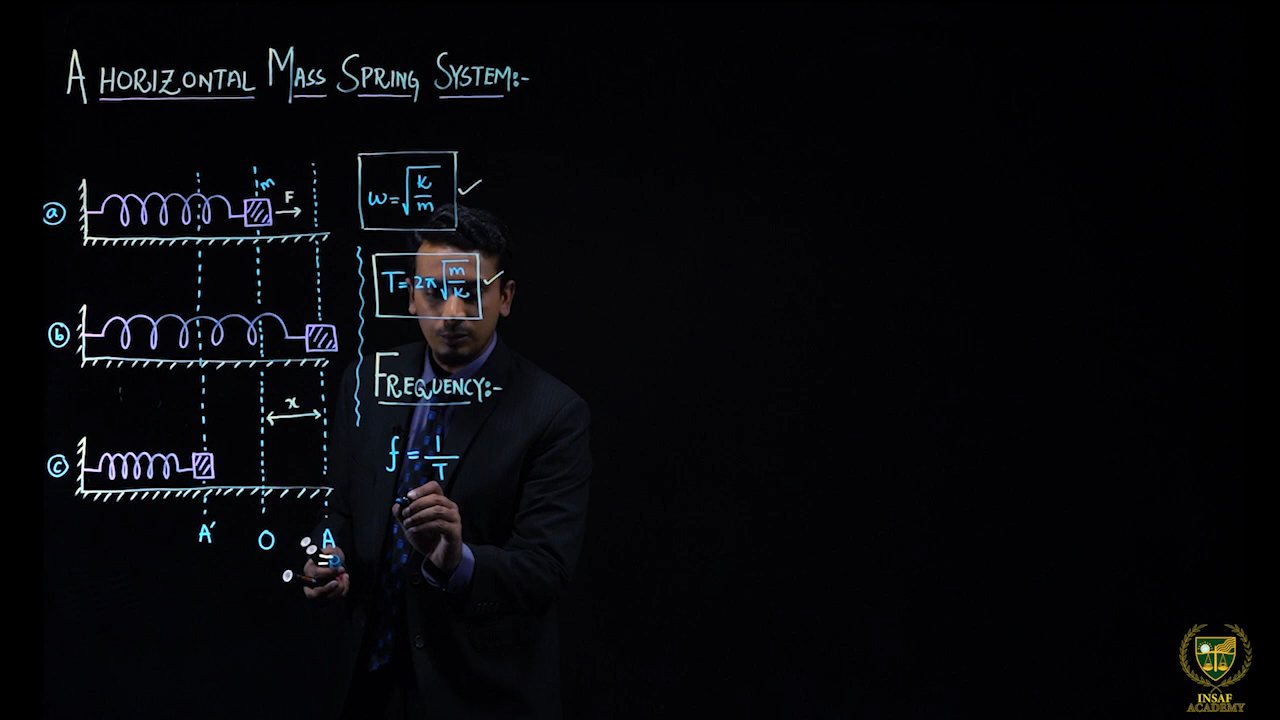 A HORIZONTAL MASS SPRING SYSTEM:-
a
m
F
ω = √k/m ✓
T = 2π √m/k ✓
b
FREQUENCY:-
x
f = 1/T
c
A′ O A
INSAF
ACADEMY